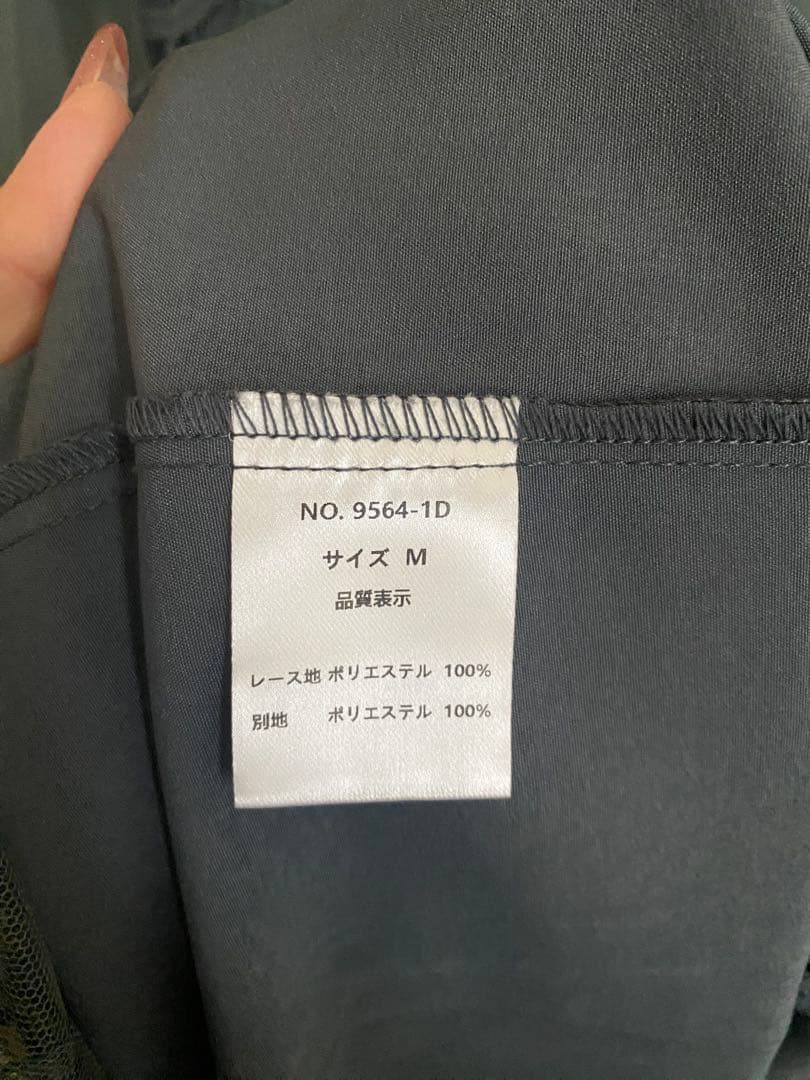 NO. 9564-1D
サイズ M
品質表示
レース地 ポリエステル 100%
別地 ポリエステル 100%